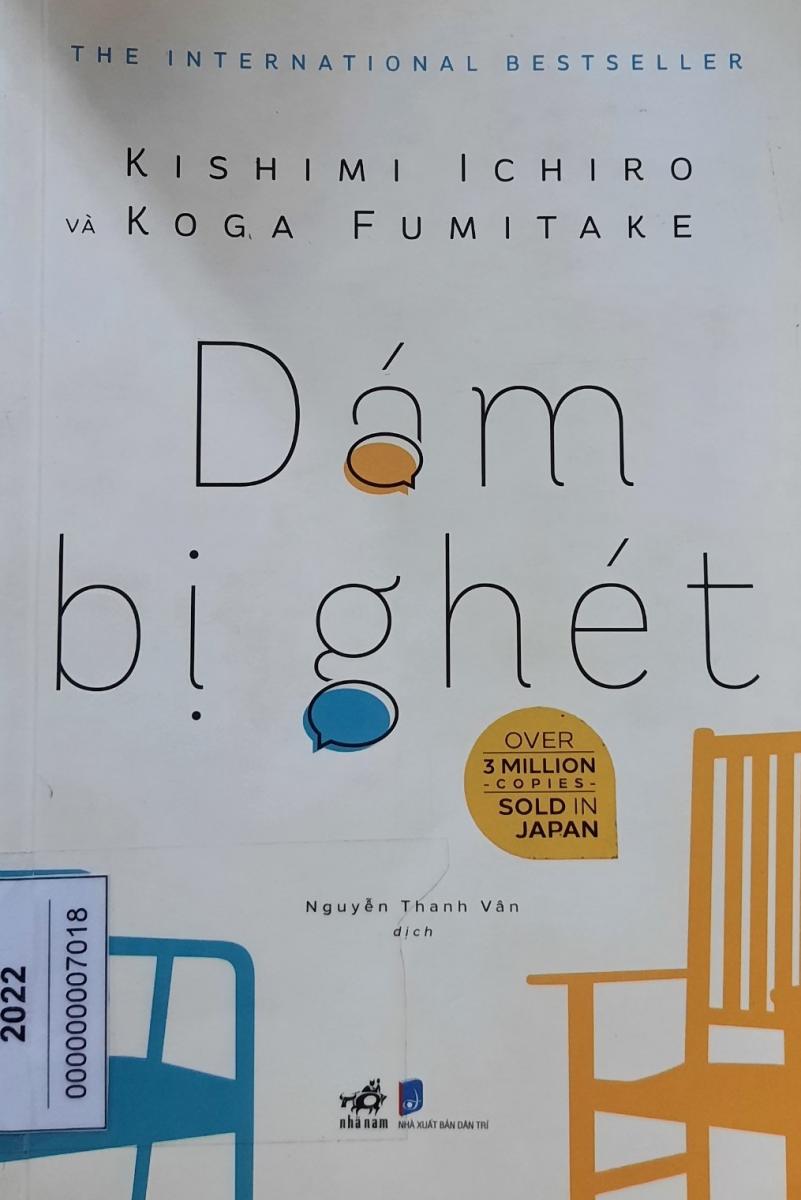 THE INTERNATIONAL BESTSELLER
KISHIMI ICHIRO
VÀ KOGA FUMITAKE
Dám
bị ghét
OVER
3 MILLION
-COPIES-
SOLD IN
JAPAN
Nguyễn Thanh Vân
dịch
2022
000000007018
nhã nam
NHÀ XUẤT BẢN DÂN TRÍ